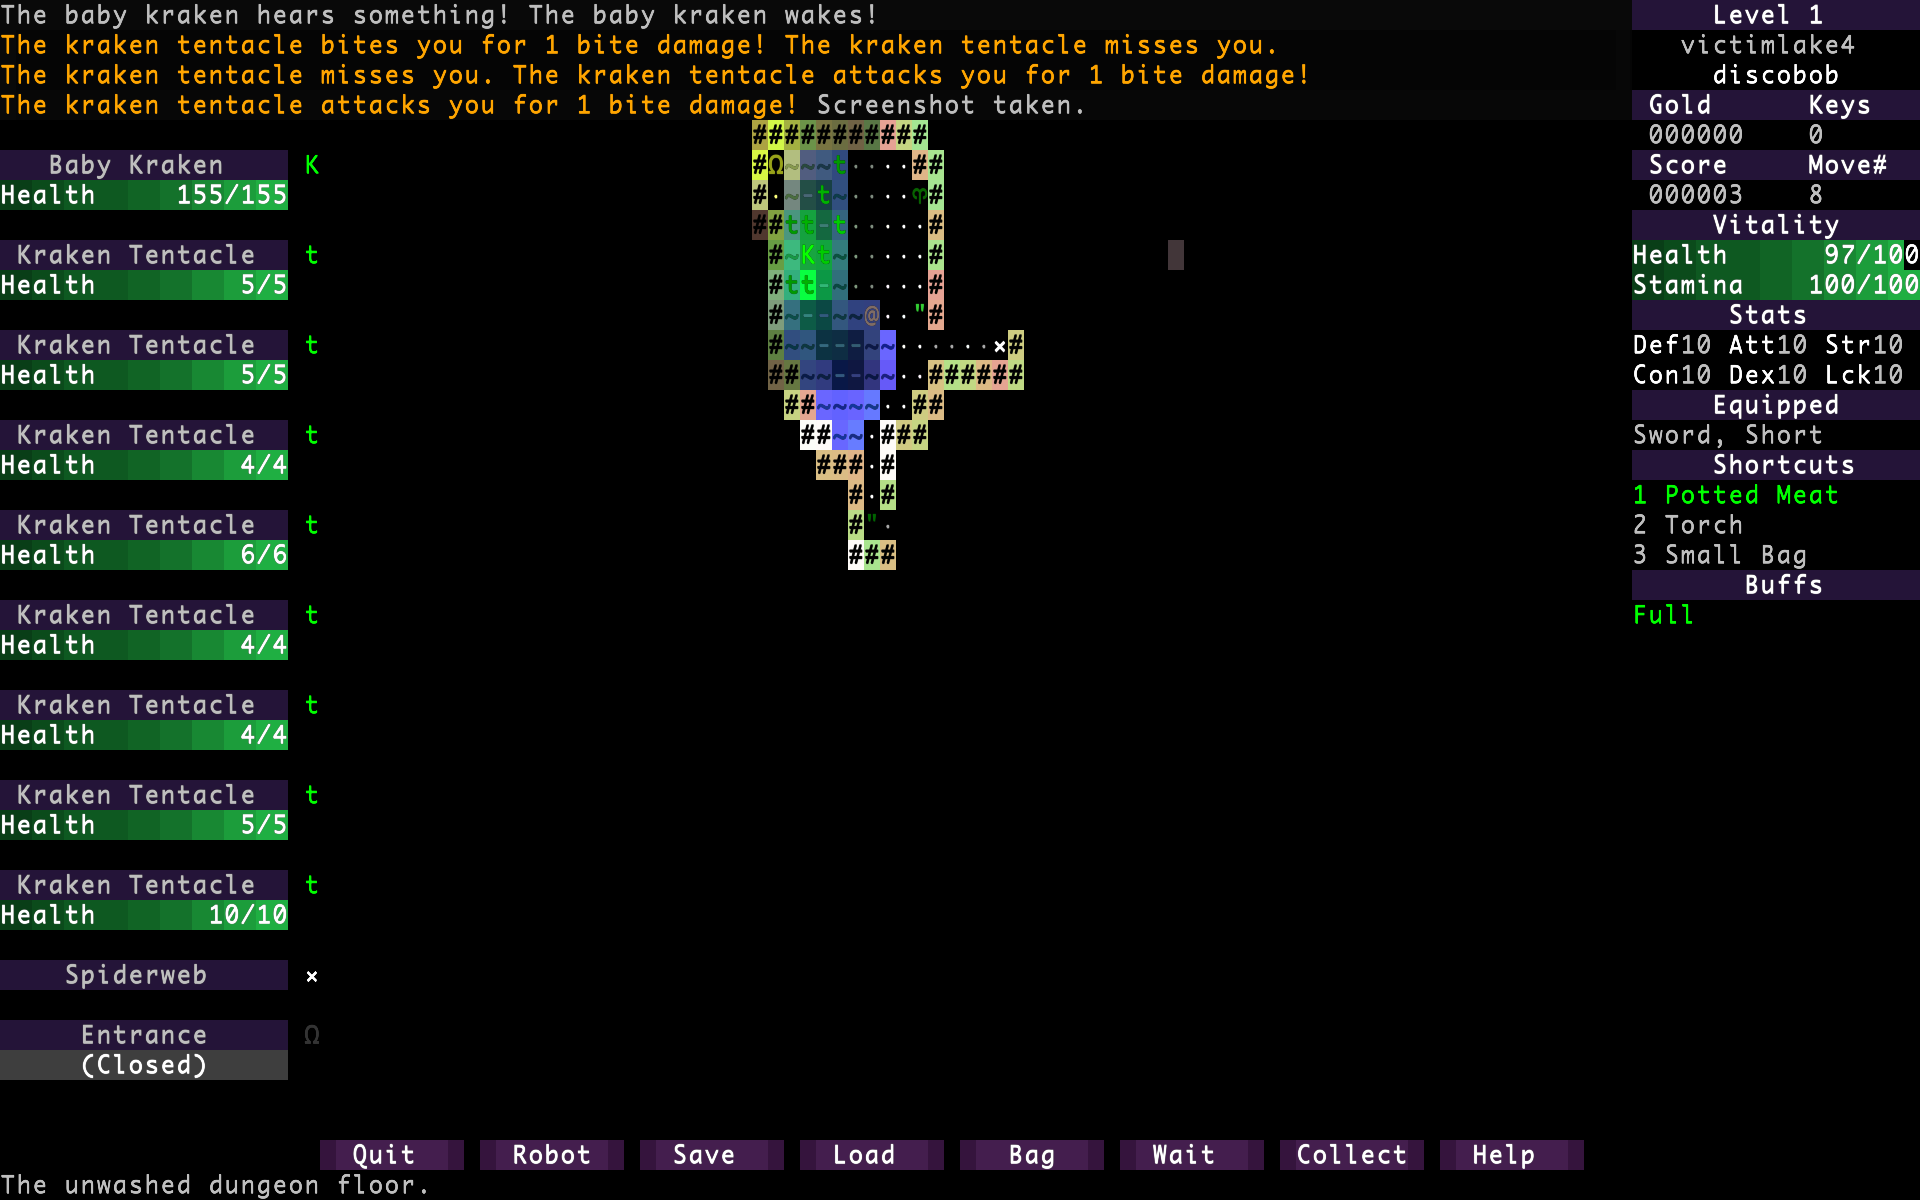 The baby kraken hears something! The baby kraken wakes!
The kraken tentacle bites you for 1 bite damage! The kraken tentacle misses you.
The kraken tentacle misses you. The kraken tentacle attacks you for 1 bite damage!
The kraken tentacle attacks you for 1 bite damage! Screenshot taken.
Baby Kraken K
Health 155/155
Kraken Tentacle t
Health 5/5
Kraken Tentacle t
Health 5/5
Kraken Tentacle t
Health 4/4
Kraken Tentacle t
Health 6/6
Kraken Tentacle t
Health 4/4
Kraken Tentacle t
Health 4/4
Kraken Tentacle t
Health 5/5
Kraken Tentacle t
Health 10/10
Spiderweb ×
Entrance Ω
(Closed)
###########
#Ω~~~t....##
#.~-t~....φ#
##tt-t.....#
#~Kt~.....#
#tt-~.....#
#~--~~@.."#
#~~---~~......×#
##~~--~~..######
##~~~~..##
##~~.###
###.#
#.#
#".
###
Level 1
victimlake4
discobob
Gold Keys
000000 0
Score Move#
000003 8
Vitality
Health 97/100
Stamina 100/100
Stats
Def10 Att10 Str10
Con10 Dex10 Lck10
Equipped
Sword, Short
Shortcuts
1 Potted Meat
2 Torch
3 Small Bag
Buffs
Full
Quit Robot Save Load Bag Wait Collect Help
The unwashed dungeon floor.